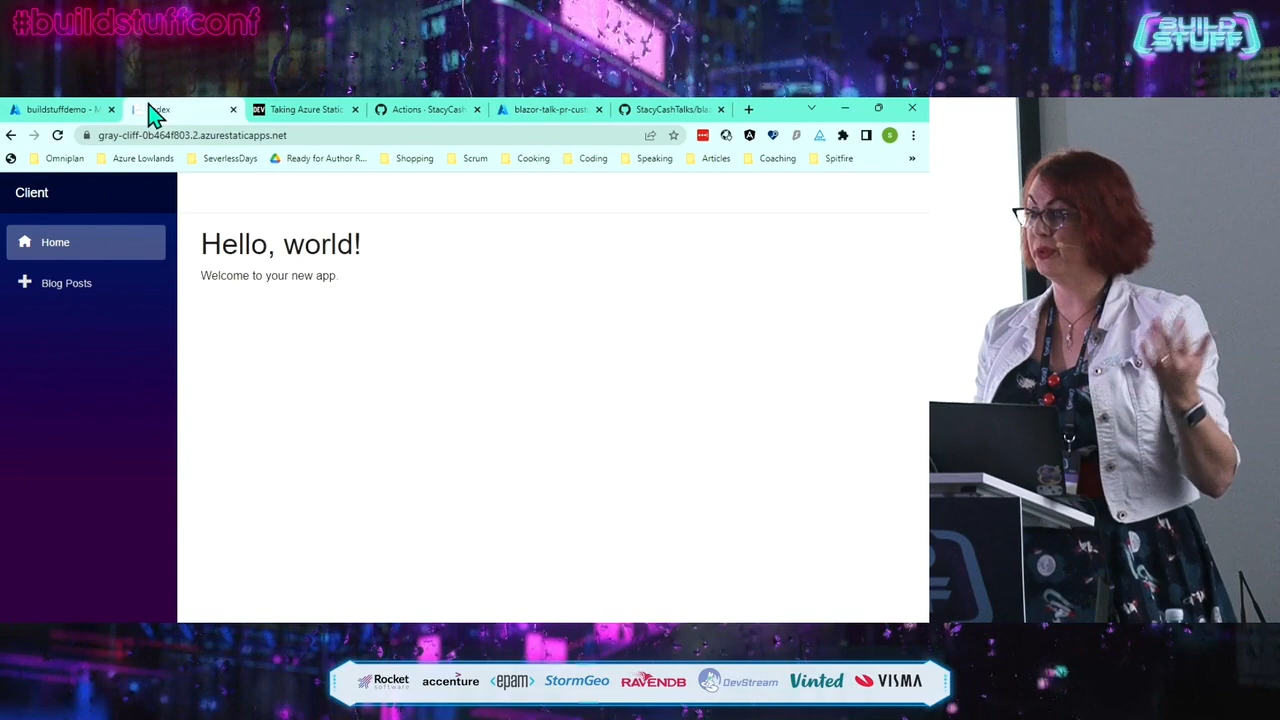 #buildstuffconf
BUILD
STUFF
buildstuffdemo - M
dex
Taking Azure Static
Actions · StacyCash
blazor-talk-pr-cust
StacyCashTalks/bla
gray-cliff-0b464f803.2.azurestaticapps.net
Omniplan
Azure Lowlands
SeverlessDays
Ready for Author R...
Shopping
Scrum
Cooking
Coding
Speaking
Articles
Coaching
Spitfire
Client
Home
Blog Posts
Hello, world!
Welcome to your new app.
Rocket
software
accenture
<epam>
StormGeo
RAVENDB
DevStream
Vinted
VISMA